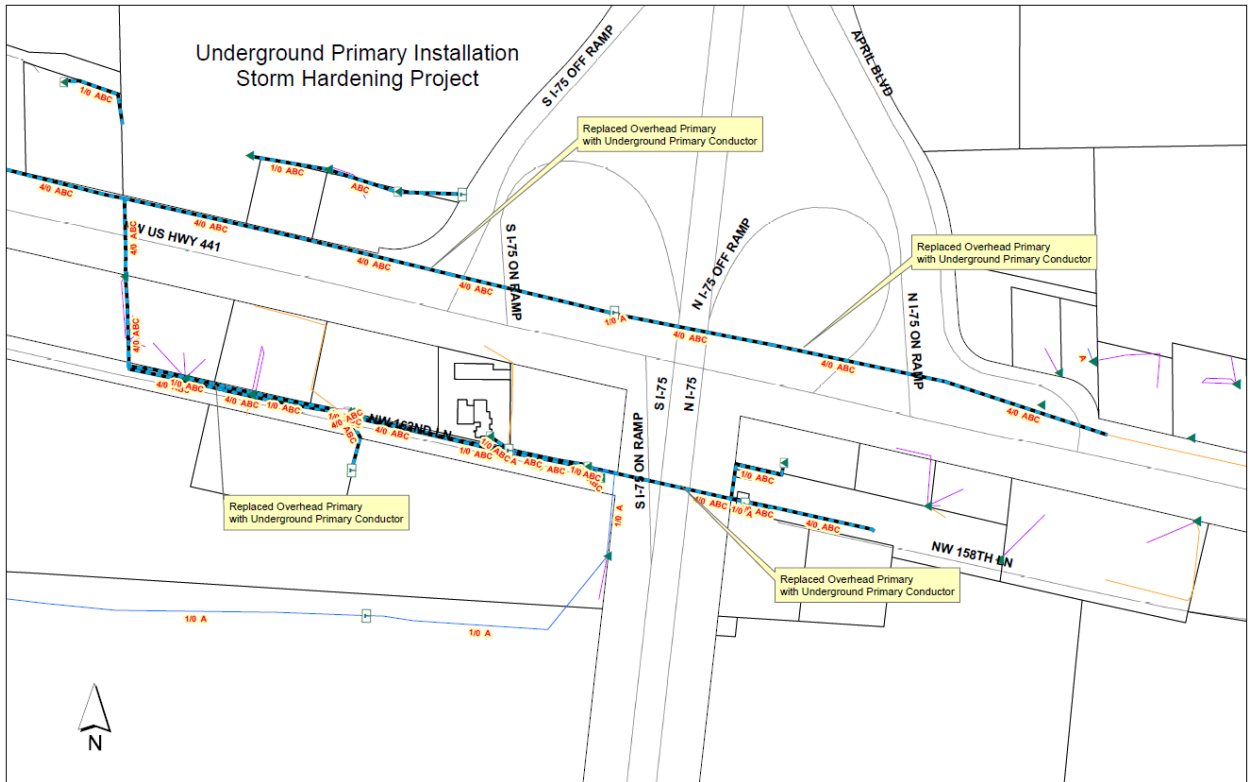 Underground Primary Installation
Storm Hardening Project
S I-75 OFF RAMP
APRIL BLVD
1/0 ABC
Replaced Overhead Primary
with Underground Primary Conductor
1/0 ABC
ABC
4/0 ABC
4/0 ABC
4/0 ABC
W US HWY 441
4/0 ABC
4/0 ABC
S I-75 ON RAMP
N I-75 OFF RAMP
Replaced Overhead Primary
with Underground Primary Conductor
1/0 A
4/0 ABC
N I-75 ON RAMP
A
4/0 ABC
4/0 ABC
4/0 ABC
1/0 ABC
4/0 ABC
1/0 ABC
4/0 ABC
NW 162ND LN
4/0 ABC
1/0 ABC
1/0 ABC
ABC
ABC
1/0 ABC
S I-75
N I-75
S I-75 ON RAMP
1/0 A
1/0 ABC
4/0 ABC
1/0 A
ABC
4/0 ABC
NW 158TH LN
Replaced Overhead Primary
with Underground Primary Conductor
Replaced Overhead Primary
with Underground Primary Conductor
1/0 A
1/0 A
N